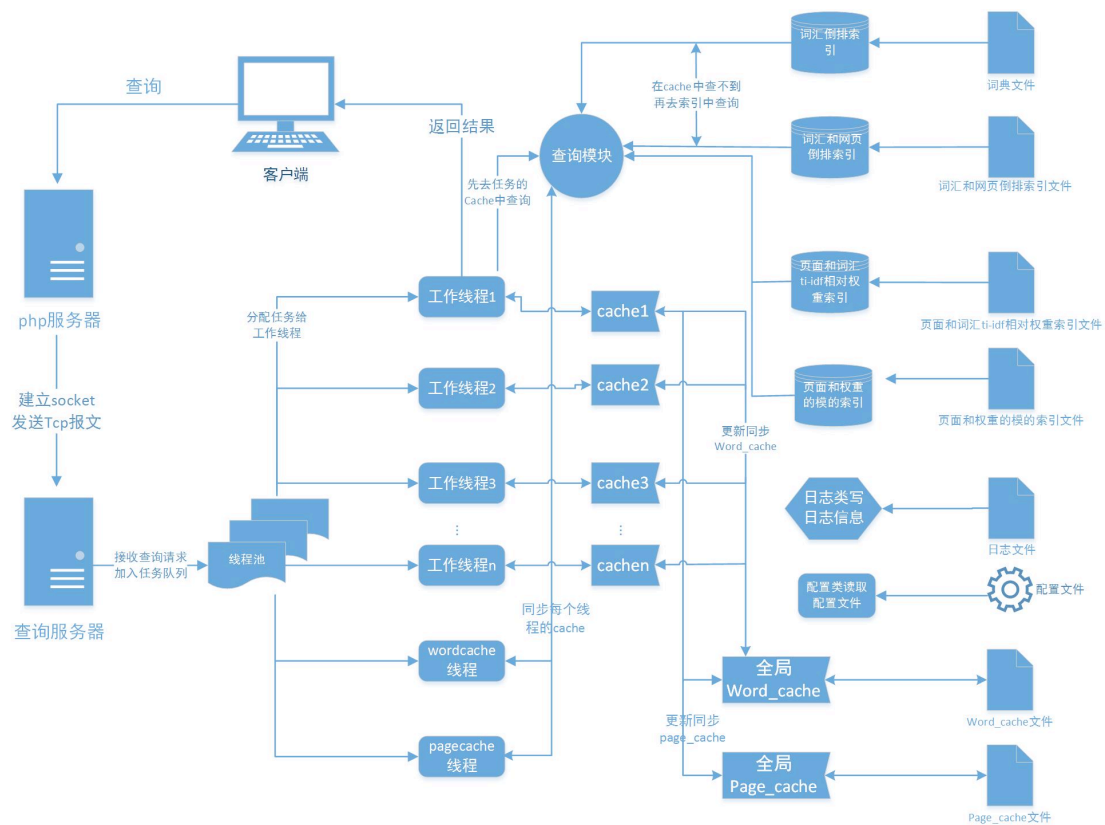 查询
返回结果
客户端
php服务器
建立socket
发送Tcp报文
查询服务器
接收查询请求
加入任务队列
线程池
分配任务给
工作线程
先去任务的
Cache中查询
查询模块
在cache中查不到
再去索引中查询
词汇倒排索
引
词典文件
词汇和网页
倒排索引
词汇和网页倒排索引文件
页面和词汇
ti-idf相对权
重索引
页面和词汇ti-idf相对权重索引文件
页面和权重
的模的索引
页面和权重的模的索引文件
工作线程1
cache1
工作线程2
cache2
更新同步
Word_cache
工作线程3
cache3
⋮
⋮
工作线程n
cachen
日志类写
日志信息
日志文件
配置类读取
配置文件
配置文件
同步每个线
程的cache
wordcache
线程
全局
Word_cache
Word_cache文件
更新同步
page_cache
pagecache
线程
全局
Page_cache
Page_cache文件